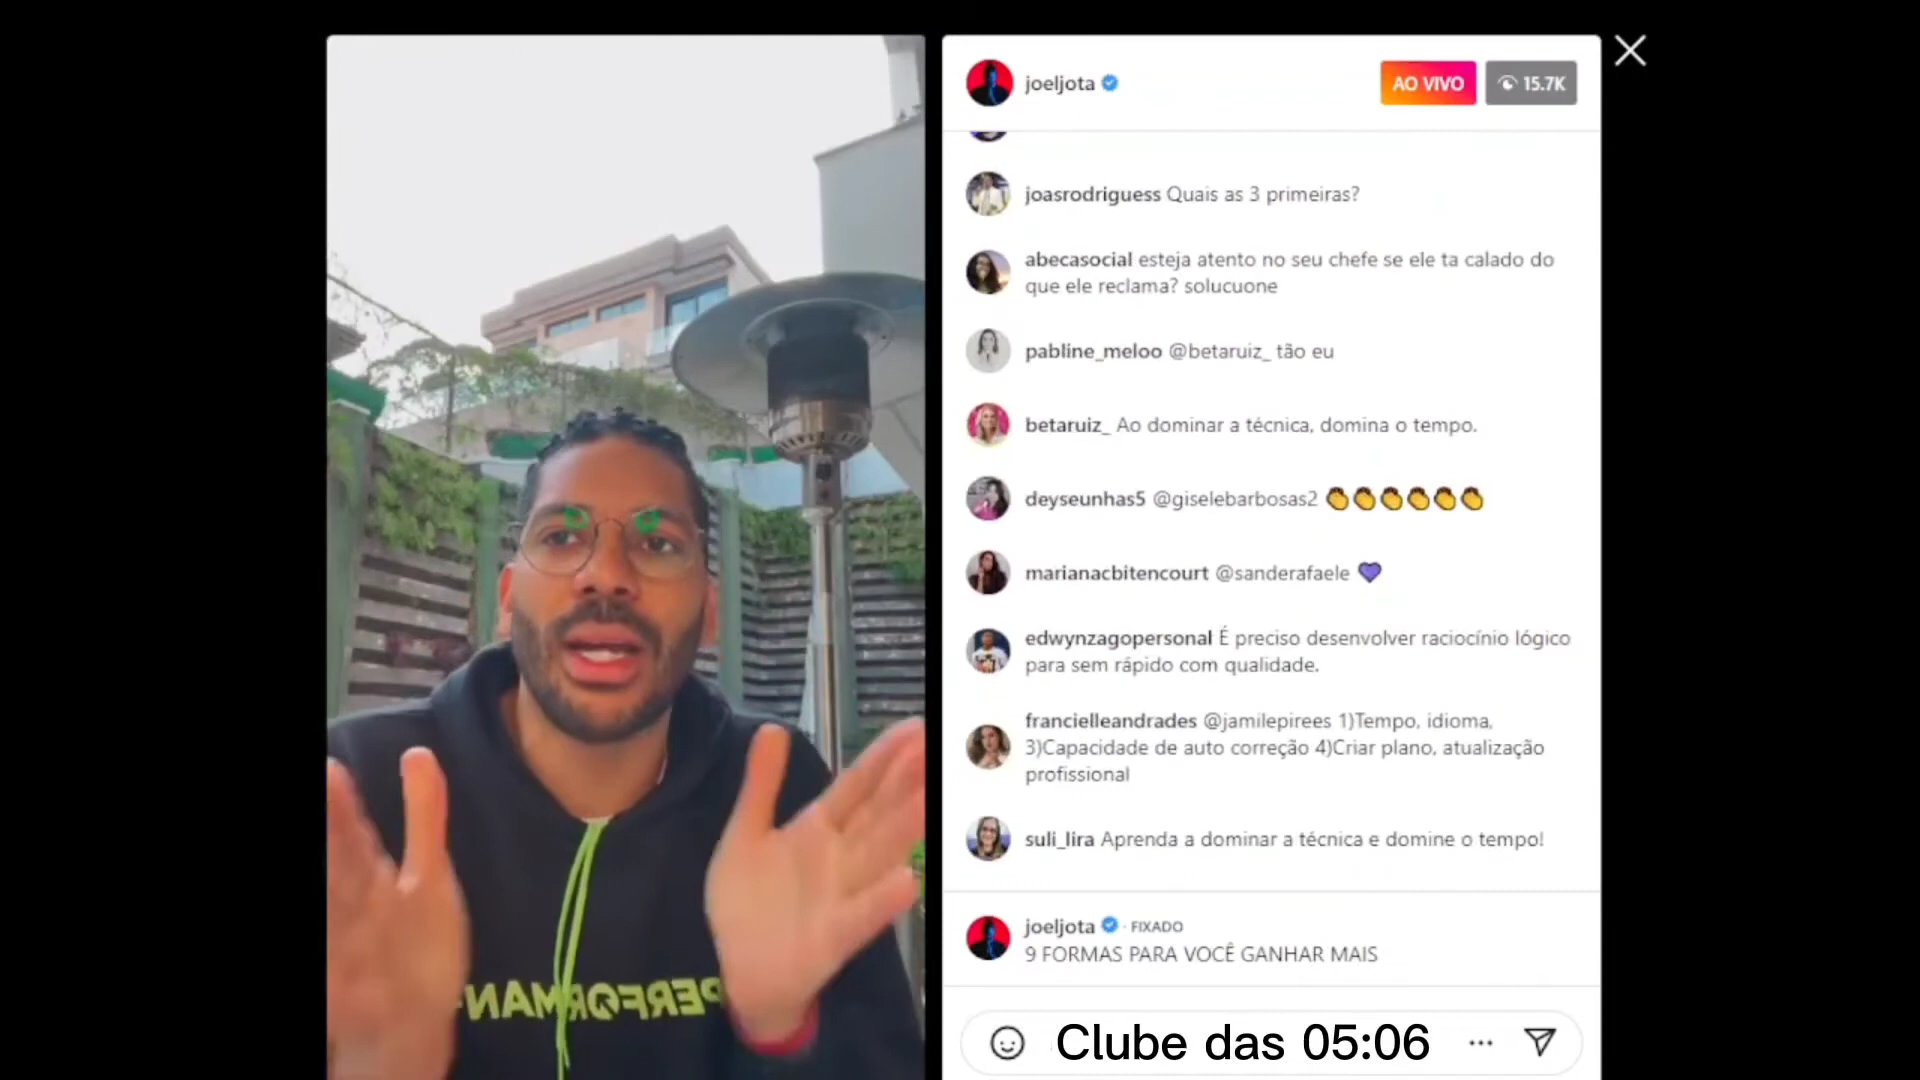 joeljota
AO VIVO
15.7K
joasrodriguess Quais as 3 primeiras?
abecasocial esteja atento no seu chefe se ele ta calado do
que ele reclama? solucuone
pabline_meloo @betaruiz_ tão eu
betaruiz_ Ao dominar a técnica, domina o tempo.
deyseunhas5 @giselebarbosas2 👏👏👏👏👏👏
marianacbitencourt @sanderafaele 💜
edwynzagopersonal É preciso desenvolver raciocínio lógico
para sem rápido com qualidade.
francielleandrades @jamilepirees 1)Tempo, idioma,
3)Capacidade de auto correção 4)Criar plano, atualização
profissional
suli_lira Aprenda a dominar a técnica e domine o tempo!
joeljota · FIXADO
9 FORMAS PARA VOCÊ GANHAR MAIS
Clube das 05:06
PERFORMAN